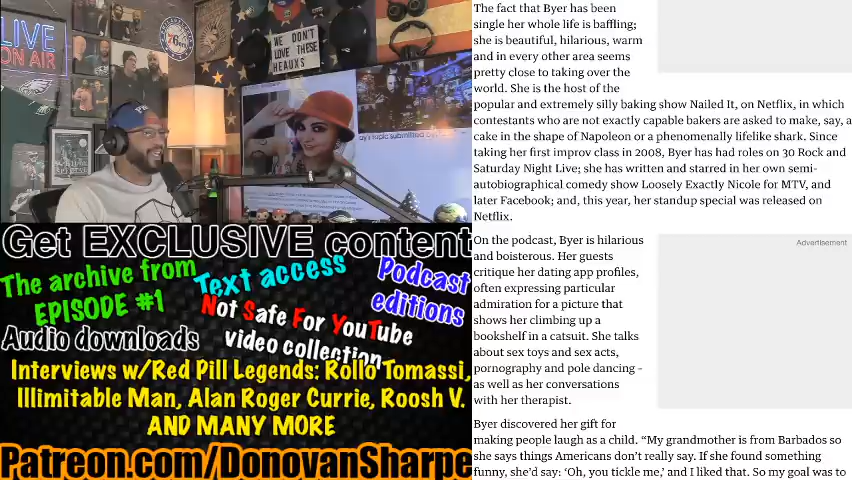 LIVE
ON AIR
76ers
WE DON'T
LOVE THESE
HEAUXS
ay's topic submitted by
Get EXCLUSIVE content
The archive from
EPISODE #1
Text access
Podcast
editions
Audio downloads
Not Safe For YouTube
video collection
Interviews w/Red Pill Legends: Rollo Tomassi,
Illimitable Man, Alan Roger Currie, Roosh V.
AND MANY MORE
Patreon.com/DonovanSharpe
The fact that Byer has been
single her whole life is baffling;
she is beautiful, hilarious, warm
and in every other area seems
pretty close to taking over the
world. She is the host of the
popular and extremely silly baking show Nailed It, on Netflix, in which
contestants who are not exactly capable bakers are asked to make, say, a
cake in the shape of Napoleon or a phenomenally lifelike shark. Since
taking her first improv class in 2008, Byer has had roles on 30 Rock and
Saturday Night Live; she has written and starred in her own semi-
autobiographical comedy show Loosely Exactly Nicole for MTV, and
later Facebook; and, this year, her standup special was released on
Netflix.
Advertisement
On the podcast, Byer is hilarious
and boisterous. Her guests
critique her dating app profiles,
often expressing particular
admiration for a picture that
shows her climbing up a
bookshelf in a catsuit. She talks
about sex toys and sex acts,
pornography and pole dancing –
as well as her conversations
with her therapist.
Byer discovered her gift for
making people laugh as a child. “My grandmother is from Barbados so
she says things Americans don’t really say. If she found something
funny, she’d say: ‘Oh, you tickle me,’ and I liked that. So my goal was to